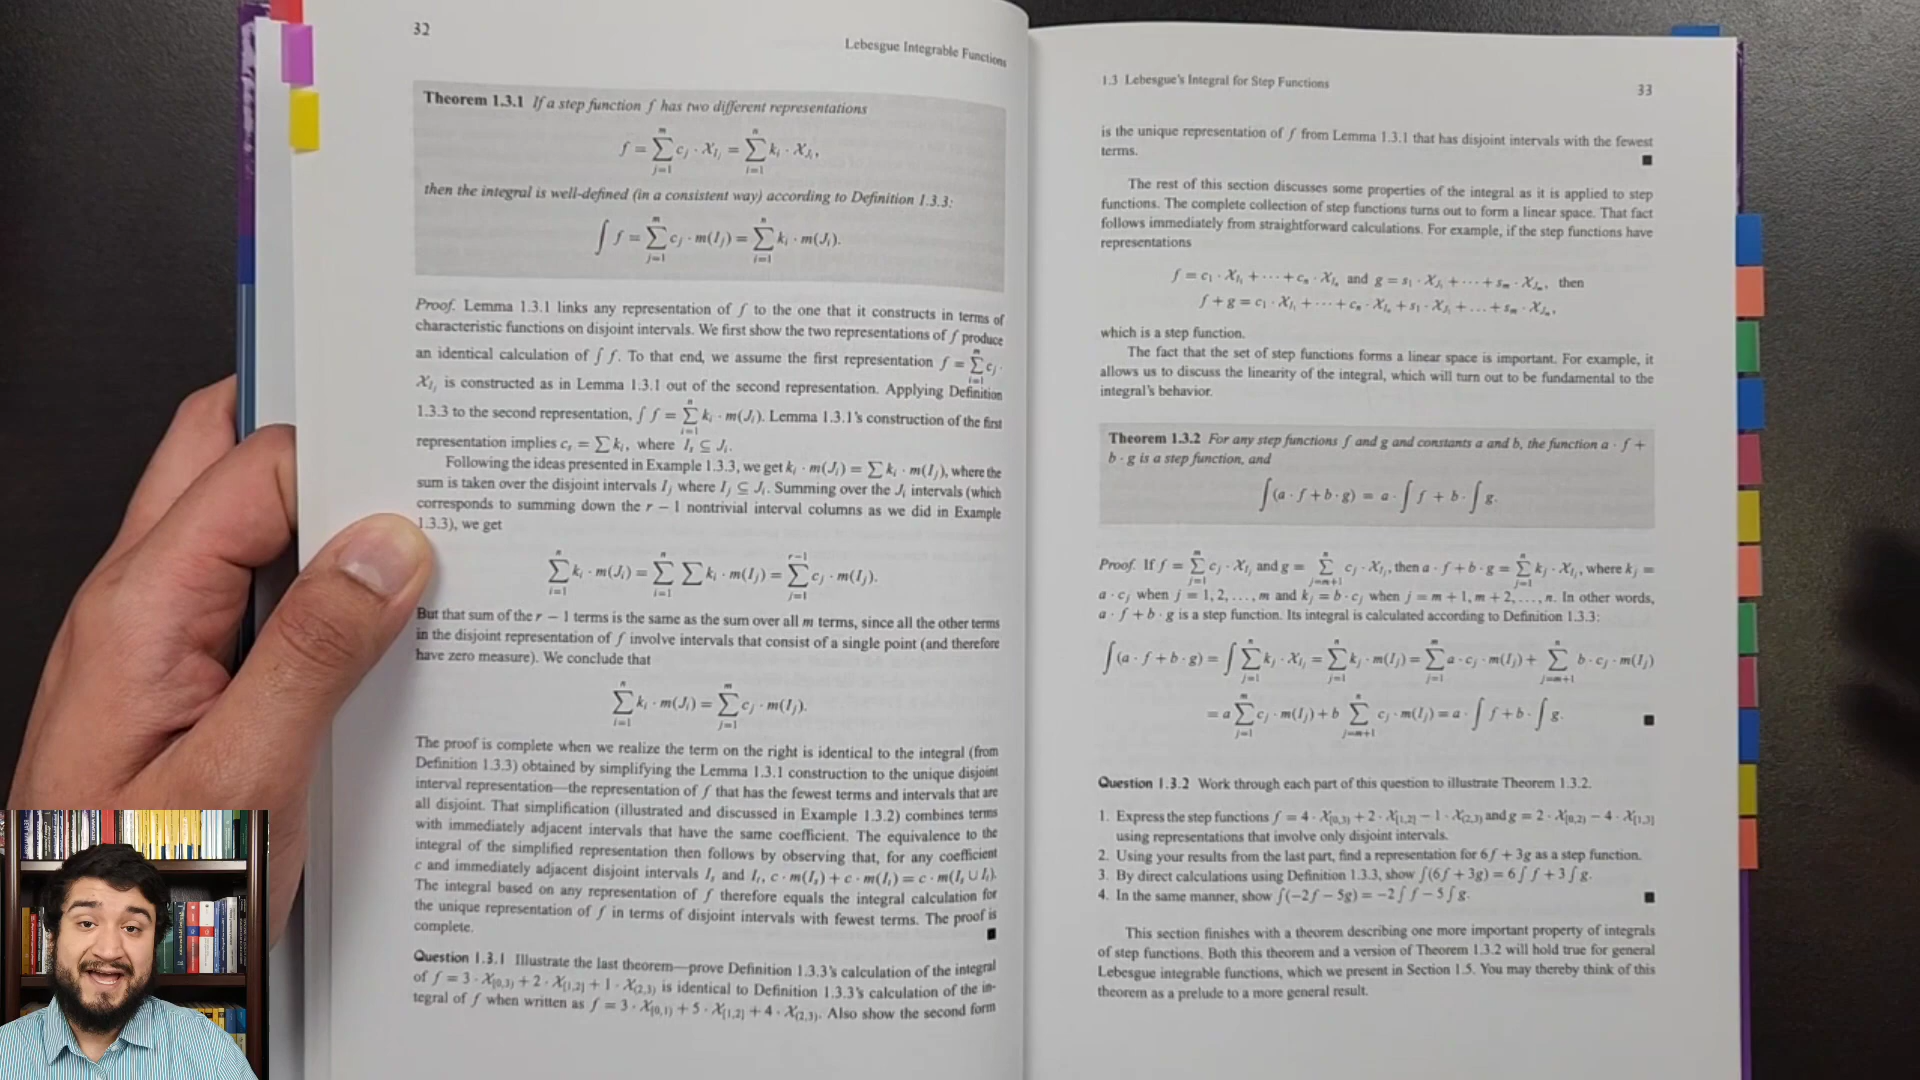 32
Lebesgue Integrable Functions
Theorem 1.3.1 If a step function f has two different representations
f = ∑_{j=1}^{m} c_j · X_{I_j} = ∑_{i=1}^{n} k_i · X_{J_i},
then the integral is well-defined (in a consistent way) according to Definition 1.3.3:
∫ f = ∑_{j=1}^{m} c_j · m(I_j) = ∑_{i=1}^{n} k_i · m(J_i).
Proof. Lemma 1.3.1 links any representation of f to the one that it constructs in terms of
characteristic functions on disjoint intervals. We first show the two representations of f produce
an identical calculation of ∫ f. To that end, we assume the first representation f = ∑_{i=1}^{m} c_j ·
X_{I_j} is constructed as in Lemma 1.3.1 out of the second representation. Applying Definition
1.3.3 to the second representation, ∫ f = ∑_{i=1}^{n} k_i · m(J_i). Lemma 1.3.1's construction of the first
representation implies c_s = ∑ k_i, where I_s ⊆ J_i.
Following the ideas presented in Example 1.3.3, we get k_i · m(J_i) = ∑ k_i · m(I_j), where the
sum is taken over the disjoint intervals I_j where I_j ⊆ J_i. Summing over the J_i intervals (which
corresponds to summing down the r − 1 nontrivial interval columns as we did in Example
1.3.3), we get
∑_{i=1}^{n} k_i · m(J_i) = ∑_{i=1}^{n} ∑ k_i · m(I_j) = ∑_{j=1}^{r−1} c_j · m(I_j).
But that sum of the r − 1 terms is the same as the sum over all m terms, since all the other terms
in the disjoint representation of f involve intervals that consist of a single point (and therefore
have zero measure). We conclude that
∑_{i=1}^{n} k_i · m(J_i) = ∑_{j=1}^{m} c_j · m(I_j).
The proof is complete when we realize the term on the right is identical to the integral (from
Definition 1.3.3) obtained by simplifying the Lemma 1.3.1 construction to the unique disjoint
interval representation—the representation of f that has the fewest terms and intervals that are
all disjoint. That simplification (illustrated and discussed in Example 1.3.2) combines terms
with immediately adjacent intervals that have the same coefficient. The equivalence to the
integral of the simplified representation then follows by observing that, for any coefficient
c and immediately adjacent disjoint intervals I_s and I_t, c · m(I_s) + c · m(I_t) = c · m(I_s ∪ I_t).
The integral based on any representation of f therefore equals the integral calculation for
the unique representation of f in terms of disjoint intervals with fewest terms. The proof is
complete. ■
Question 1.3.1 Illustrate the last theorem—prove Definition 1.3.3's calculation of the integral
of f = 3 · X_{[0,3)} + 2 · X_{[1,2]} + 1 · X_{(2,3)} is identical to Definition 1.3.3's calculation of the in-
tegral of f when written as f = 3 · X_{[0,1)} + 5 · X_{[1,2]} + 4 · X_{(2,3)}. Also show the second form
1.3 Lebesgue's Integral for Step Functions
33
is the unique representation of f from Lemma 1.3.1 that has disjoint intervals with the fewest
terms. ■
The rest of this section discusses some properties of the integral as it is applied to step
functions. The complete collection of step functions turns out to form a linear space. That fact
follows immediately from straightforward calculations. For example, if the step functions have
representations
f = c_1 · X_{I_1} + ··· + c_n · X_{I_n} and g = s_1 · X_{J_1} + ··· + s_m · X_{J_m}, then
f + g = c_1 · X_{I_1} + ··· + c_n · X_{I_n} + s_1 · X_{J_1} + ... + s_m · X_{J_m},
which is a step function.
The fact that the set of step functions forms a linear space is important. For example, it
allows us to discuss the linearity of the integral, which will turn out to be fundamental to the
integral's behavior.
Theorem 1.3.2 For any step functions f and g and constants a and b, the function a · f +
b · g is a step function, and
∫(a · f + b · g) = a · ∫ f + b · ∫ g.
Proof. If f = ∑_{j=1}^{m} c_j · X_{I_j} and g = ∑_{j=m+1}^{n} c_j · X_{I_j}, then a · f + b · g = ∑_{j=1}^{n} k_j · X_{I_j}, where k_j =
a · c_j when j = 1, 2, ..., m and k_j = b · c_j when j = m + 1, m + 2, ..., n. In other words,
a · f + b · g is a step function. Its integral is calculated according to Definition 1.3.3:
∫(a · f + b · g) = ∫ ∑_{j=1}^{n} k_j · X_{I_j} = ∑_{j=1}^{n} k_j · m(I_j) = ∑_{j=1}^{m} a · c_j · m(I_j) + ∑_{j=m+1}^{n} b · c_j · m(I_j)
= a ∑_{j=1}^{m} c_j · m(I_j) + b ∑_{j=m+1}^{n} c_j · m(I_j) = a · ∫ f + b · ∫ g. ■
Question 1.3.2 Work through each part of this question to illustrate Theorem 1.3.2.
1. Express the step functions f = 4 · X_{[0,3)} + 2 · X_{[1,2]} − 1 · X_{(2,3)} and g = 2 · X_{[0,2)} − 4 · X_{[1,3]}
using representations that involve only disjoint intervals.
2. Using your results from the last part, find a representation for 6f + 3g as a step function.
3. By direct calculations using Definition 1.3.3, show ∫(6f + 3g) = 6∫ f + 3∫ g.
4. In the same manner, show ∫(−2f − 5g) = −2∫ f − 5∫ g. ■
This section finishes with a theorem describing one more important property of integrals
of step functions. Both this theorem and a version of Theorem 1.3.2 will hold true for general
Lebesgue integrable functions, which we present in Section 1.5. You may thereby think of this
theorem as a prelude to a more general result.